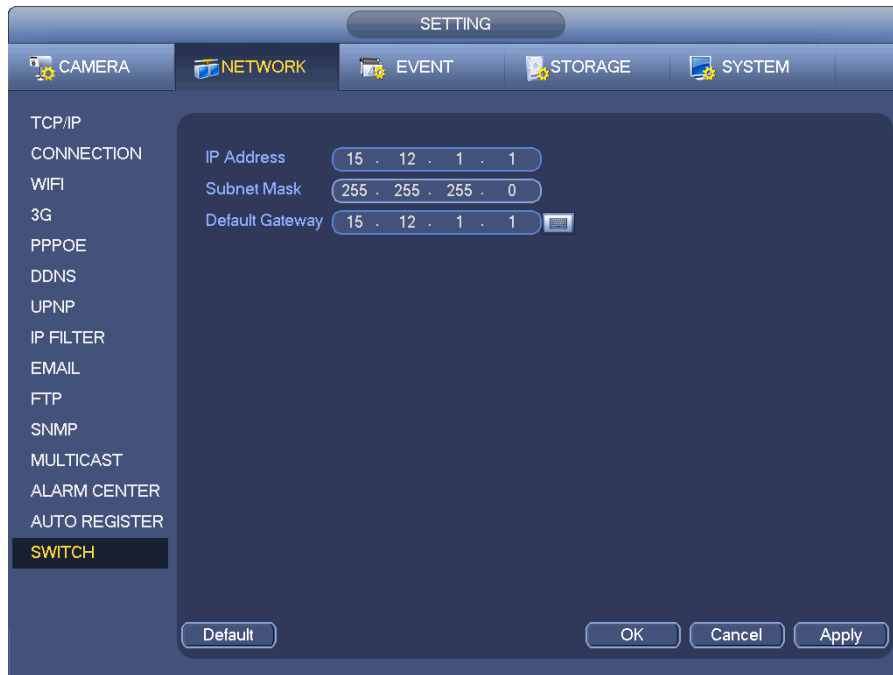 SETTING
CAMERA NETWORK EVENT STORAGE SYSTEM
TCP/IP
CONNECTION
WIFI
3G
PPPOE
DDNS
UPNP
IP FILTER
EMAIL
FTP
SNMP
MULTICAST
ALARM CENTER
AUTO REGISTER
SWITCH
IP Address 15 . 12 . 1 . 1
Subnet Mask 255 . 255 . 255 . 0
Default Gateway 15 . 12 . 1 . 1
Default OK Cancel Apply